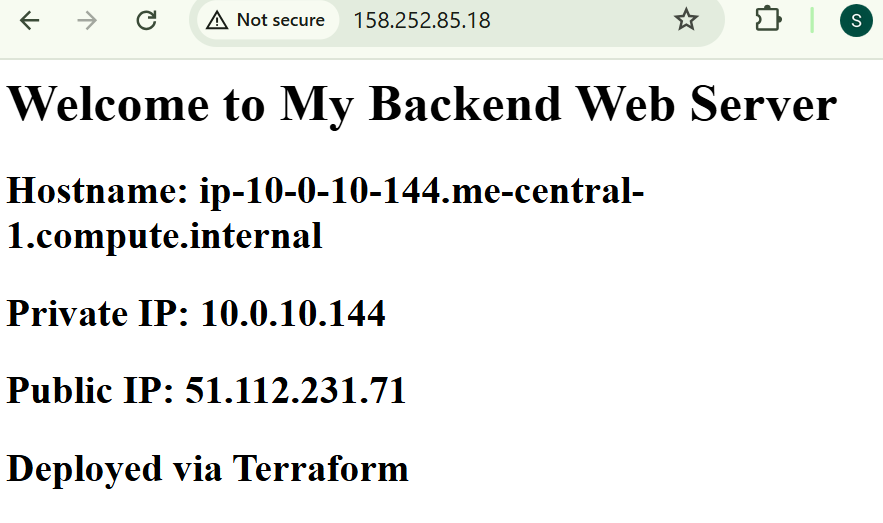 Not secure 158.252.85.18 S
Welcome to My Backend Web Server
Hostname: ip-10-0-10-144.me-central-
1.compute.internal
Private IP: 10.0.10.144
Public IP: 51.112.231.71
Deployed via Terraform